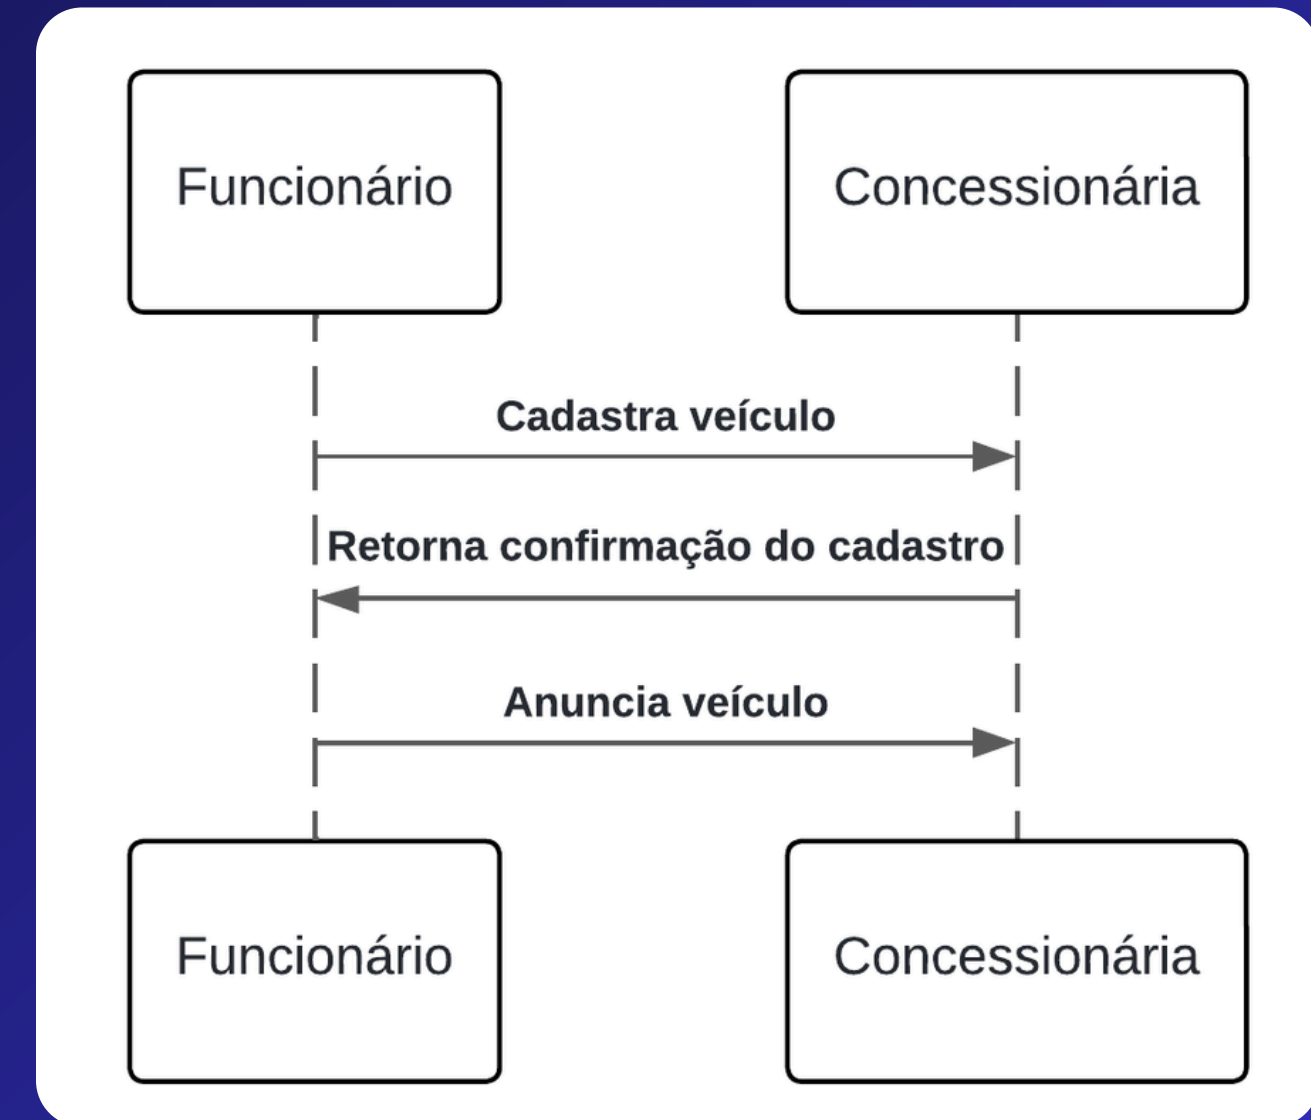 Funcionário
Concessionária
Cadastra veículo
Retorna confirmação do cadastro
Anuncia veículo
Funcionário
Concessionária